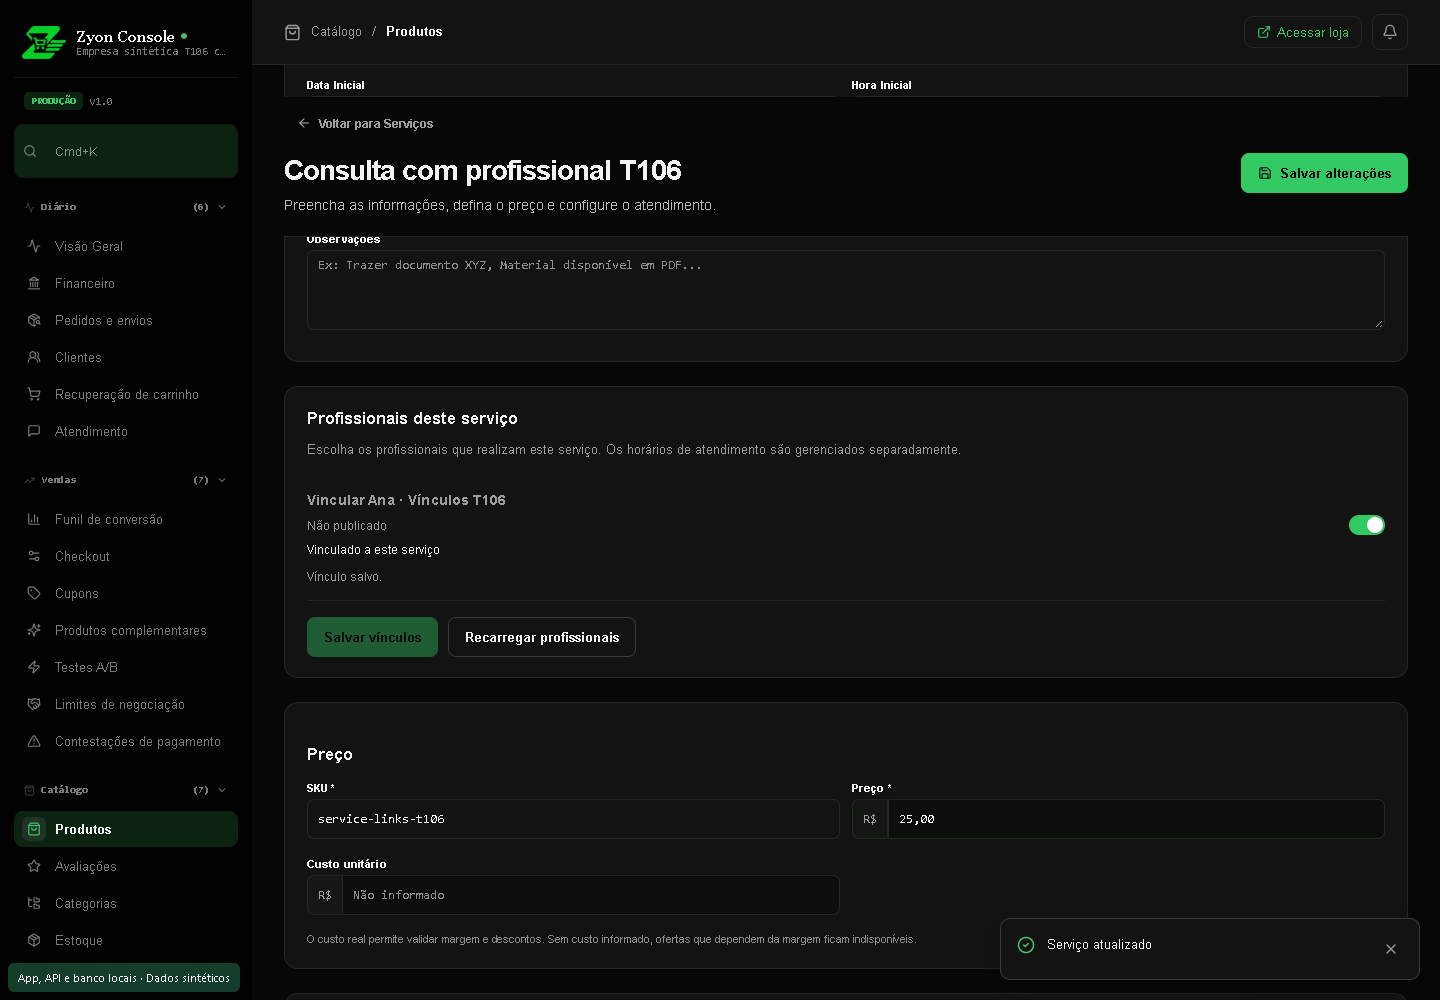 Zyon Console
Empresa sintética T106 c…
PRODUÇÃO v1.0
Cmd+K
Diário (6)
Visão Geral
Financeiro
Pedidos e envios
Clientes
Recuperação de carrinho
Atendimento
Vendas (7)
Funil de conversão
Checkout
Cupons
Produtos complementares
Testes A/B
Limites de negociação
Contestações de pagamento
Catálogo (7)
Produtos
Avaliações
Categorias
Estoque
App, API e banco locais · Dados sintéticos
Catálogo / Produtos
Acessar loja
Data Inicial
Hora Inicial
Voltar para Serviços
Consulta com profissional T106
Preencha as informações, defina o preço e configure o atendimento.
Salvar alterações
Observações
Ex: Trazer documento XYZ, Material disponível em PDF...
Profissionais deste serviço
Escolha os profissionais que realizam este serviço. Os horários de atendimento são gerenciados separadamente.
Vincular Ana · Vínculos T106
Não publicado
Vinculado a este serviço
Vínculo salvo.
Salvar vínculos
Recarregar profissionais
Preço
SKU *
service-links-t106
Preço *
R$ 25,00
Custo unitário
R$ Não informado
O custo real permite validar margem e descontos. Sem custo informado, ofertas que dependem da margem ficam indisponíveis.
Serviço atualizado